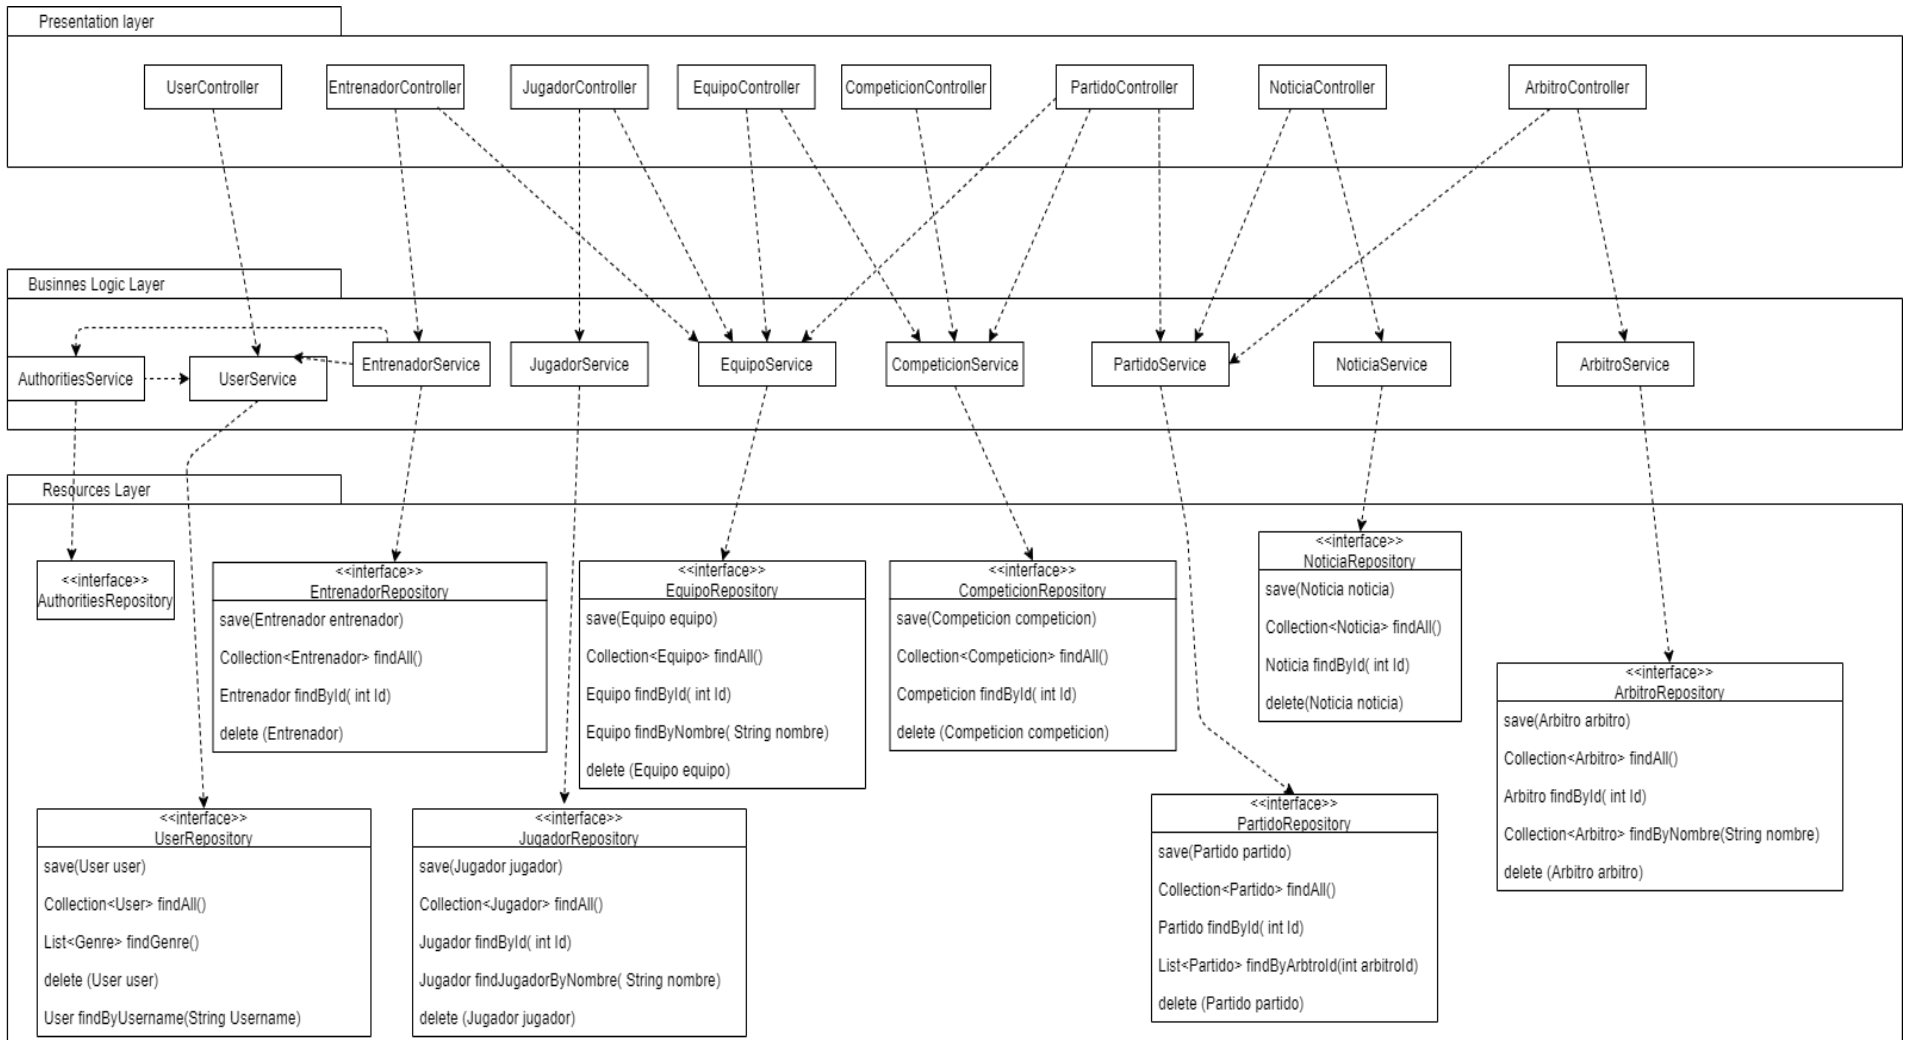 Presentation layer
UserController
EntrenadorController
JugadorController
EquipoController
CompeticionController
PartidoController
NoticiaController
ArbitroController
Businnes Logic Layer
AuthoritiesService
UserService
EntrenadorService
JugadorService
EquipoService
CompeticionService
PartidoService
NoticiaService
ArbitroService
Resources Layer
<<interface>>
AuthoritiesRepository
<<interface>>
EntrenadorRepository
save(Entrenador entrenador)
Collection<Entrenador> findAll()
Entrenador findById( int Id)
delete (Entrenador)
<<interface>>
EquipoRepository
save(Equipo equipo)
Collection<Equipo> findAll()
Equipo findById( int Id)
Equipo findByNombre( String nombre)
delete (Equipo equipo)
<<interface>>
CompeticionRepository
save(Competicion competicion)
Collection<Competicion> findAll()
Competicion findById( int Id)
delete (Competicion competicion)
<<interface>>
NoticiaRepository
save(Noticia noticia)
Collection<Noticia> findAll()
Noticia findById( int Id)
delete(Noticia noticia)
<<interface>>
ArbitroRepository
save(Arbitro arbitro)
Collection<Arbitro> findAll()
Arbitro findById( int Id)
Collection<Arbitro> findByNombre(String nombre)
delete (Arbitro arbitro)
<<interface>>
UserRepository
save(User user)
Collection<User> findAll()
List<Genre> findGenre()
delete (User user)
User findByUsername(String Username)
<<interface>>
JugadorRepository
save(Jugador jugador)
Collection<Jugador> findAll()
Jugador findById( int Id)
Jugador findJugadorByNombre( String nombre)
delete (Jugador jugador)
<<interface>>
PartidoRepository
save(Partido partido)
Collection<Partido> findAll()
Partido findById( int Id)
List<Partido> findByArbtroId(int arbitroId)
delete (Partido partido)